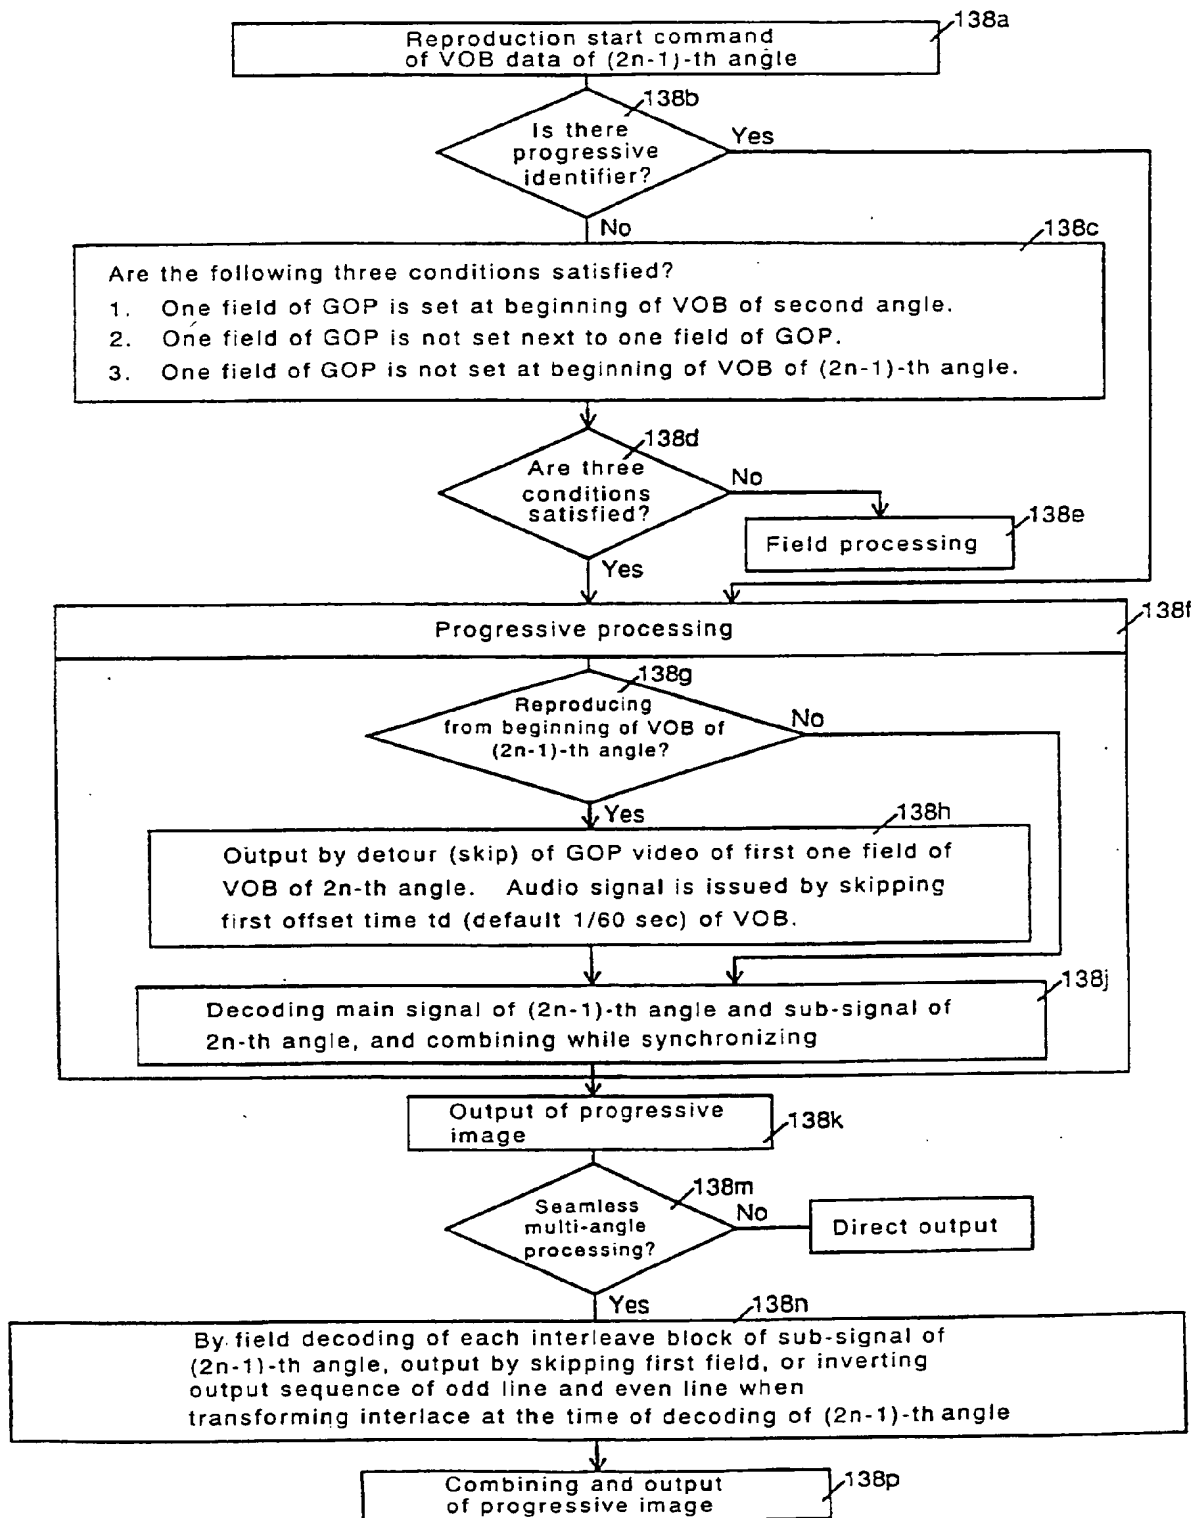 138a
Reproduction start command
of VOB data of (2n-1)-th angle
138b
Is there
progressive
identifier?
Yes
No
138c
Are the following three conditions satisfied?
1. One field of GOP is set at beginning of VOB of second angle.
2. One field of GOP is not set next to one field of GOP.
3. One field of GOP is not set at beginning of VOB of (2n-1)-th angle.
138d
Are three
conditions
satisfied?
No
138e
Field processing
Yes
138f
Progressive processing
138g
Reproducing
from beginning of VOB of
(2n-1)-th angle?
No
Yes
138h
Output by detour (skip) of GOP video of first one field of
VOB of 2n-th angle. Audio signal is issued by skipping
first offset time td (default 1/60 sec) of VOB.
138j
Decoding main signal of (2n-1)-th angle and sub-signal of
2n-th angle, and combining while synchronizing
Output of progressive
image
138k
138m
Seamless
multi-angle
processing?
No
Direct output
Yes
138n
By field decoding of each interleave block of sub-signal of
(2n-1)-th angle, output by skipping first field, or inverting
output sequence of odd line and even line when
transforming interlace at the time of decoding of (2n-1)-th angle
Combining and output
of progressive image
138p